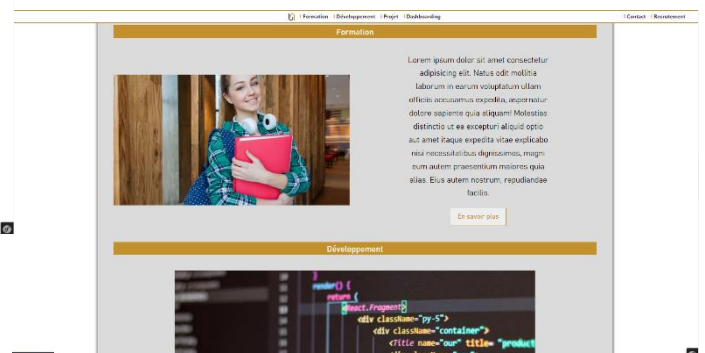 Formation Développement Projet Dashboarding Contact Recrutement
Formation
Lorem ipsum dolor sit amet consectetur
adipisicing elit. Natus odit mollitia
laborum in earum voluptatum ullam
officiis accusamus expedita, aspernatur
dolore sapiente quia aliquam! Molestias
distinctio ut ea excepturi aliquid optio
aut amet itaque expedita vitae explicabo
nisi necessitatibus dignissimos, magni
eum autem praesentium maiores quia
alias. Eius autem nostrum, repudiandae
facilis.
En savoir plus
Développement
}
render() {
return (
<React.Fragment>
<div className="py-5">
<div className="container">
<Title name="our" title= "product